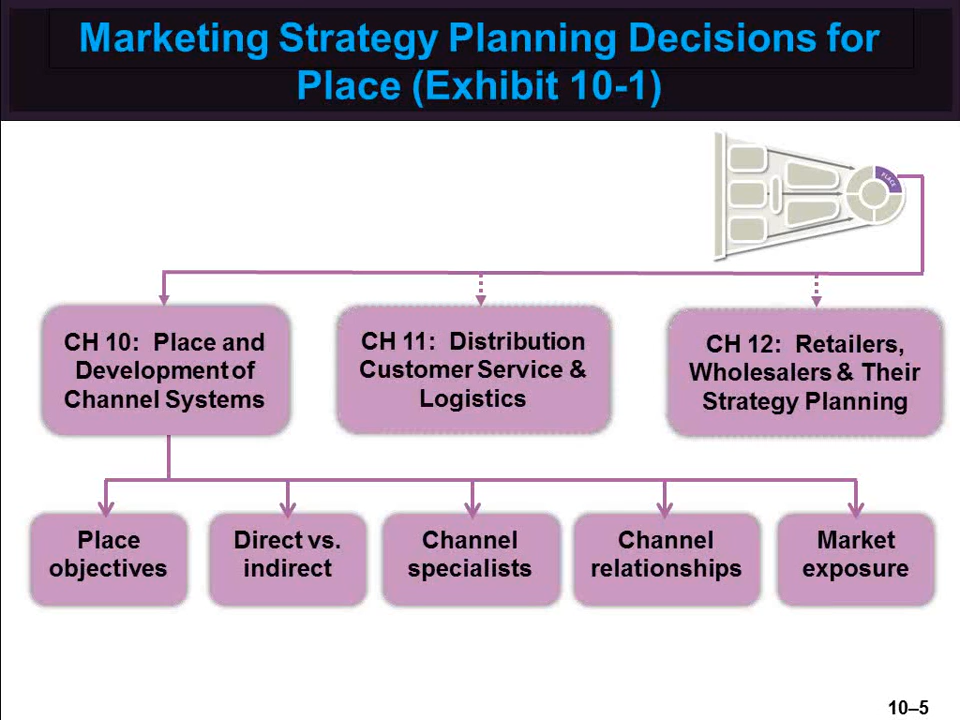 Marketing Strategy Planning Decisions for
Place (Exhibit 10-1)
PLACE
CH 10: Place and
Development of
Channel Systems
CH 11: Distribution
Customer Service &
Logistics
CH 12: Retailers,
Wholesalers & Their
Strategy Planning
Place
objectives
Direct vs.
indirect
Channel
specialists
Channel
relationships
Market
exposure
10–5